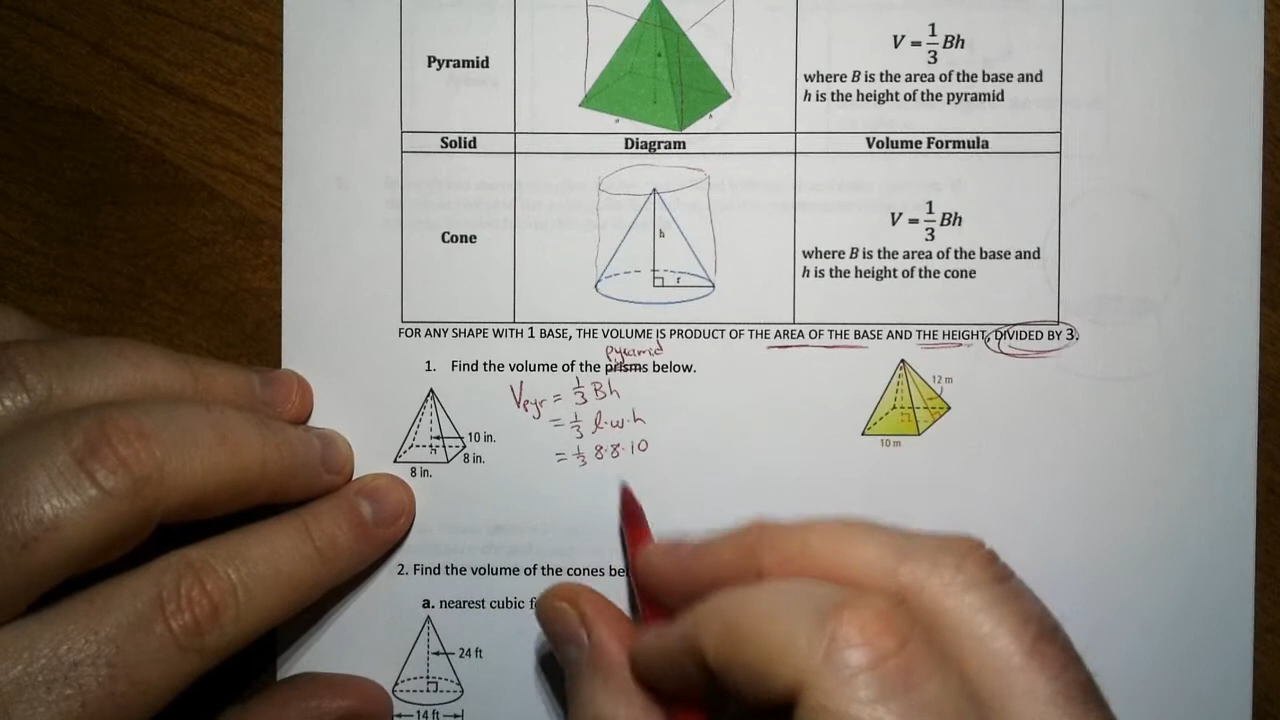 Pyramid
V = 1/3 Bh
where B is the area of the base and
h is the height of the pyramid
Solid Diagram Volume Formula
Cone
h
r
V = 1/3 Bh
where B is the area of the base and
h is the height of the cone
FOR ANY SHAPE WITH 1 BASE, THE VOLUME IS PRODUCT OF THE AREA OF THE BASE AND THE HEIGHT, DIVIDED BY 3.
pyramid
1. Find the volume of the prisms below.
10 in.
8 in.
8 in.
Vpyr = 1/3 Bh
= 1/3 l·w·h
= 1/3 8·8·10
12 m
10 m
2. Find the volume of the cones
a. nearest cubic
24 ft
14 ft